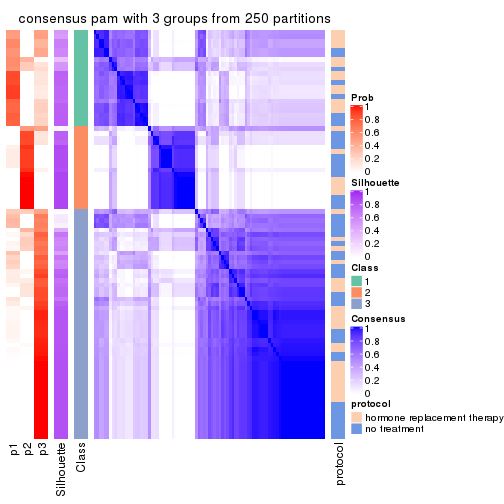 consensus pam with 3 groups from 250 partitions
Prob
1
0.8
0.6
0.4
0.2
0
Silhouette
1
0.8
0.6
0.4
0.2
0
Class
1
2
3
Consensus
1
0.8
0.6
0.4
0.2
0
protocol
hormone replacement therapy
no treatment
p1
p2
p3
Silhouette
Class
protocol